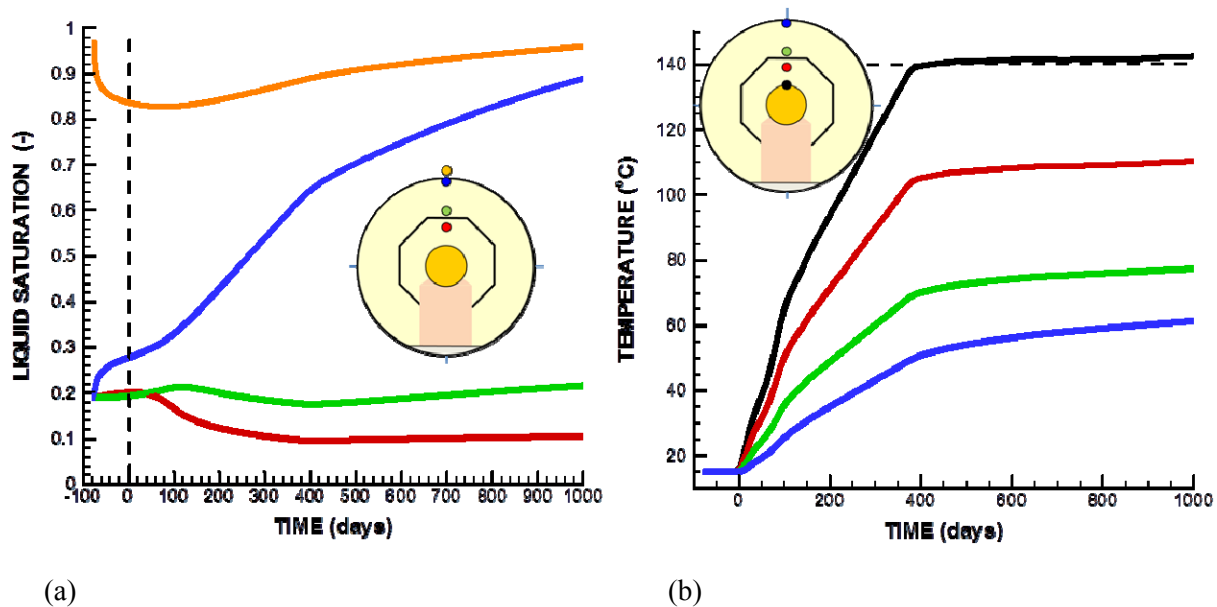 1
0.9
0.8
0.7
0.6
0.5
0.4
0.3
0.2
0.1
0
LIQUID SATURATION (-)
-100 0 100 200 300 400 500 600 700 800 900 1000
TIME (days)
(a)
140
120
100
80
60
40
20
TEMPERATURE (°C)
0 200 400 600 800 1000
TIME (days)
(b)